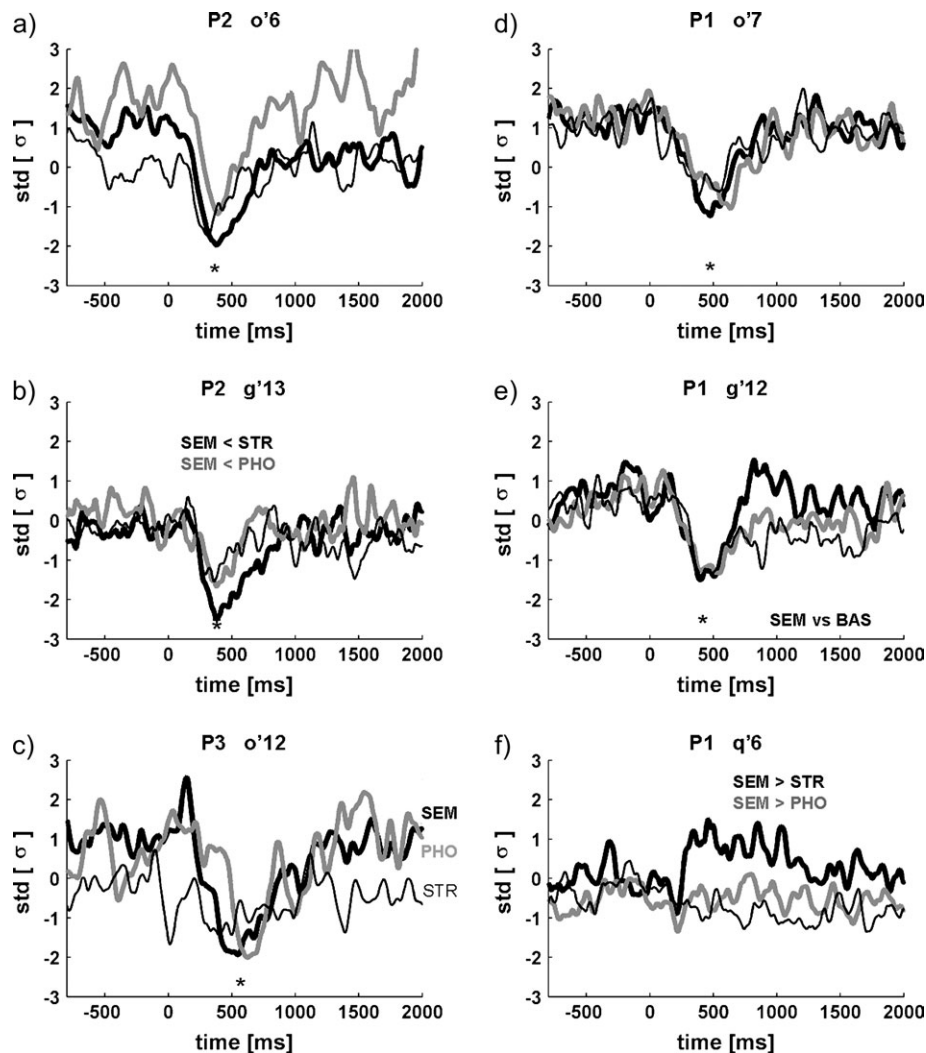 a) P2 o'6
3
2
1
0
-1
-2
-3
std [ σ ]
*
-500 0 500 1000 1500 2000
time [ms]
d) P1 o'7
3
2
1
0
-1
-2
-3
std [ σ ]
*
-500 0 500 1000 1500 2000
time [ms]
b) P2 g'13
3
2
1
0
-1
-2
-3
std [ σ ]
SEM < STR
SEM < PHO
*
-500 0 500 1000 1500 2000
time [ms]
e) P1 g'12
3
2
1
0
-1
-2
-3
std [ σ ]
* SEM vs BAS
-500 0 500 1000 1500 2000
time [ms]
c) P3 o'12
3
2
1
0
-1
-2
-3
std [ σ ]
SEM
PHO
STR
*
-500 0 500 1000 1500 2000
time [ms]
f) P1 q'6
3
2
1
0
-1
-2
-3
std [ σ ]
SEM > STR
SEM > PHO
-500 0 500 1000 1500 2000
time [ms]